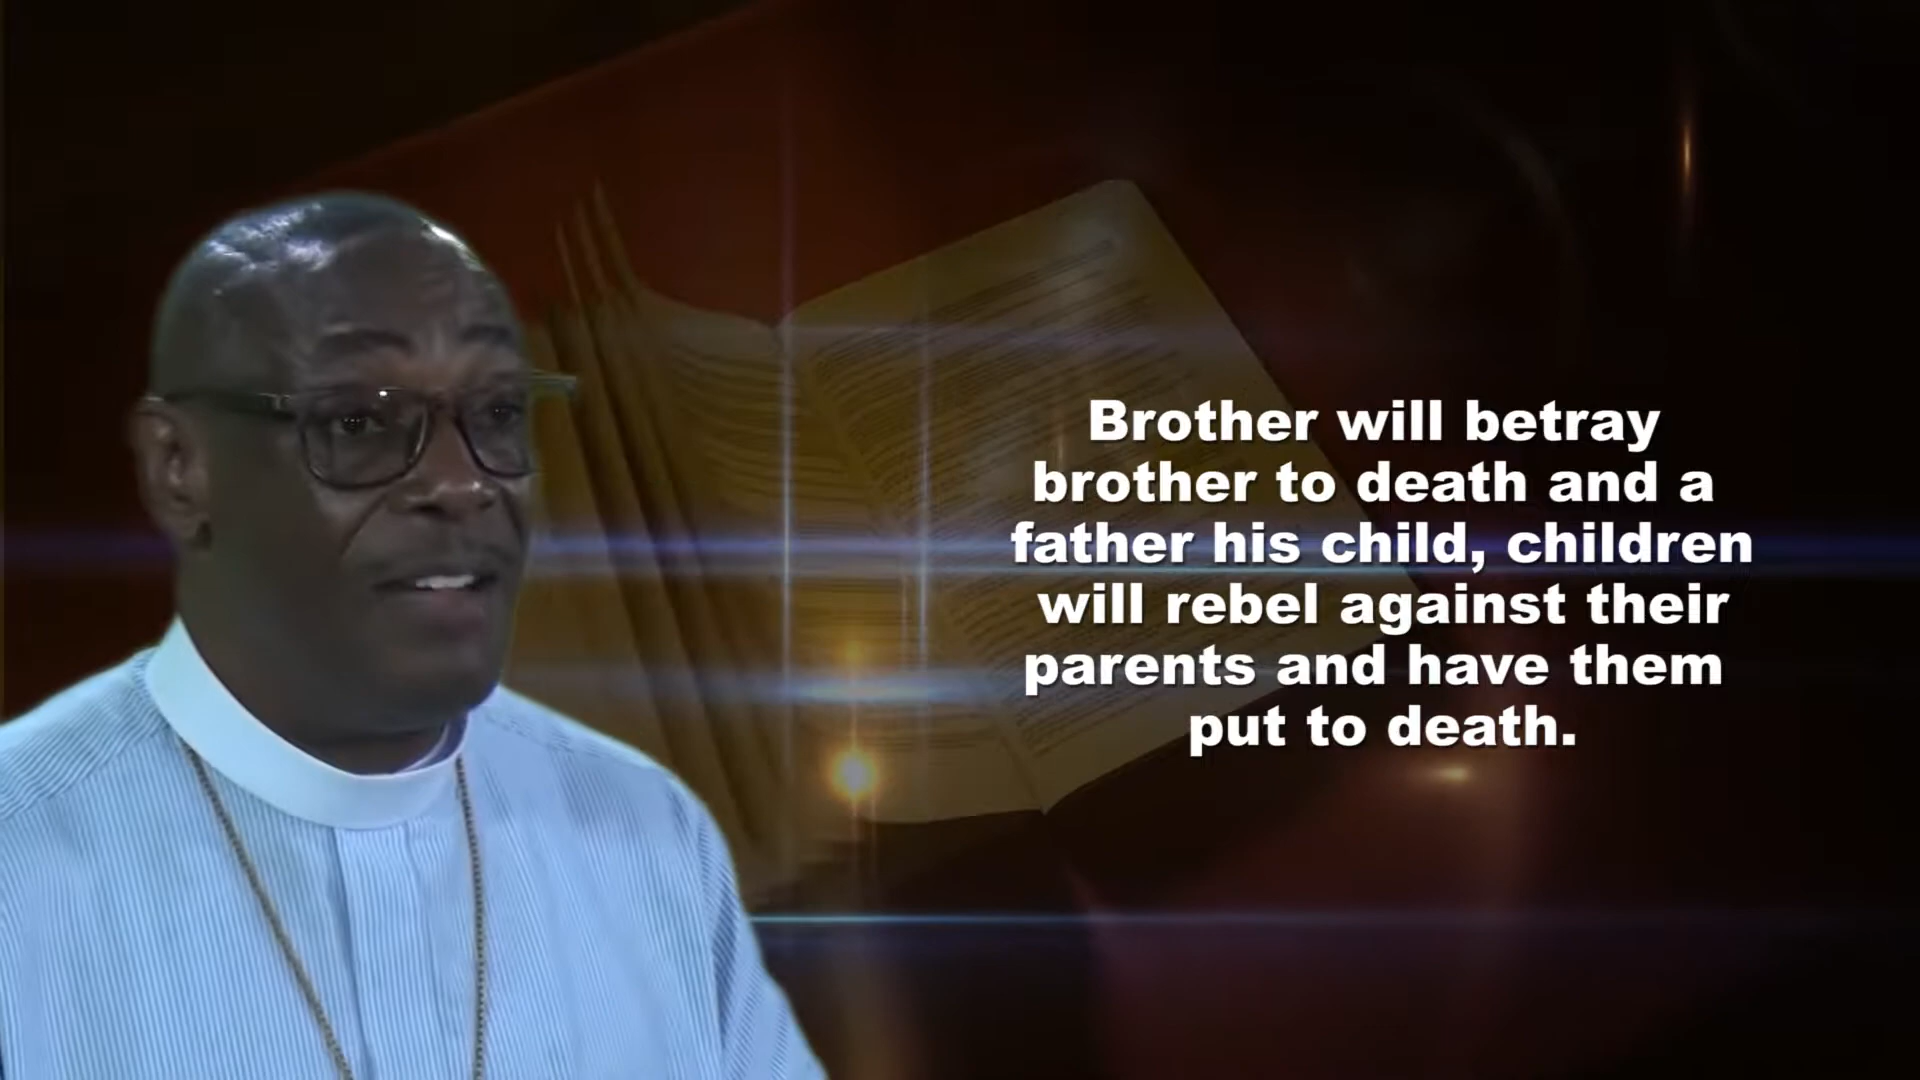 Brother will betray
brother to death and a
father his child, children
will rebel against their
parents and have them
put to death.